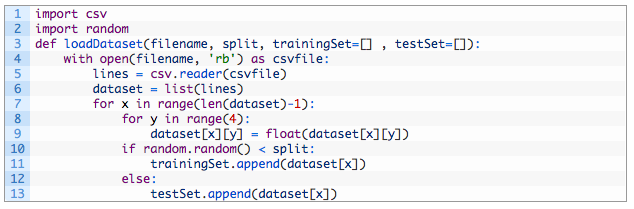 1 import csv
2 import random
3 def loadDataset(filename, split, trainingSet=[] , testSet=[]):
4     with open(filename, 'rb') as csvfile:
5         lines = csv.reader(csvfile)
6         dataset = list(lines)
7         for x in range(len(dataset)-1):
8             for y in range(4):
9                 dataset[x][y] = float(dataset[x][y])
10             if random.random() < split:
11                 trainingSet.append(dataset[x])
12             else:
13                 testSet.append(dataset[x])